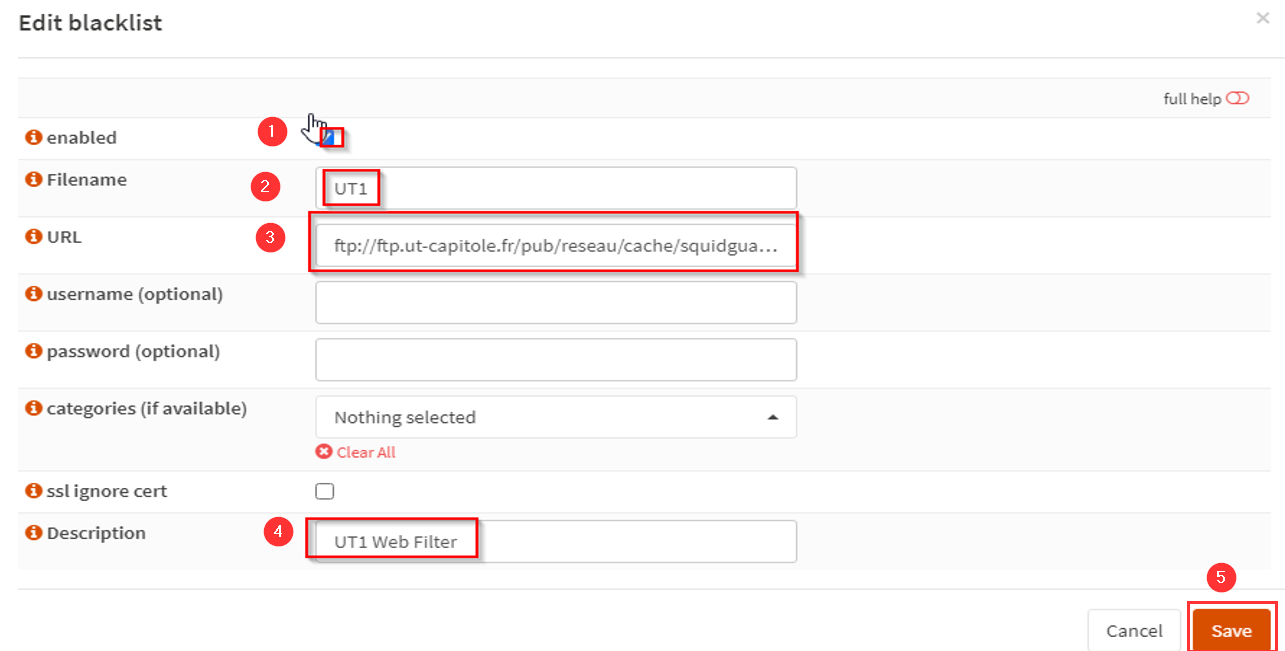 Edit blacklist
×
full help
enabled
1
Filename
2
UT1
URL
3
ftp://ftp.ut-capitole.fr/pub/reseau/cache/squidgua...
username (optional)
password (optional)
categories (if available)
Nothing selected
Clear All
ssl ignore cert
Description
4
UT1 Web Filter
5
Cancel
Save